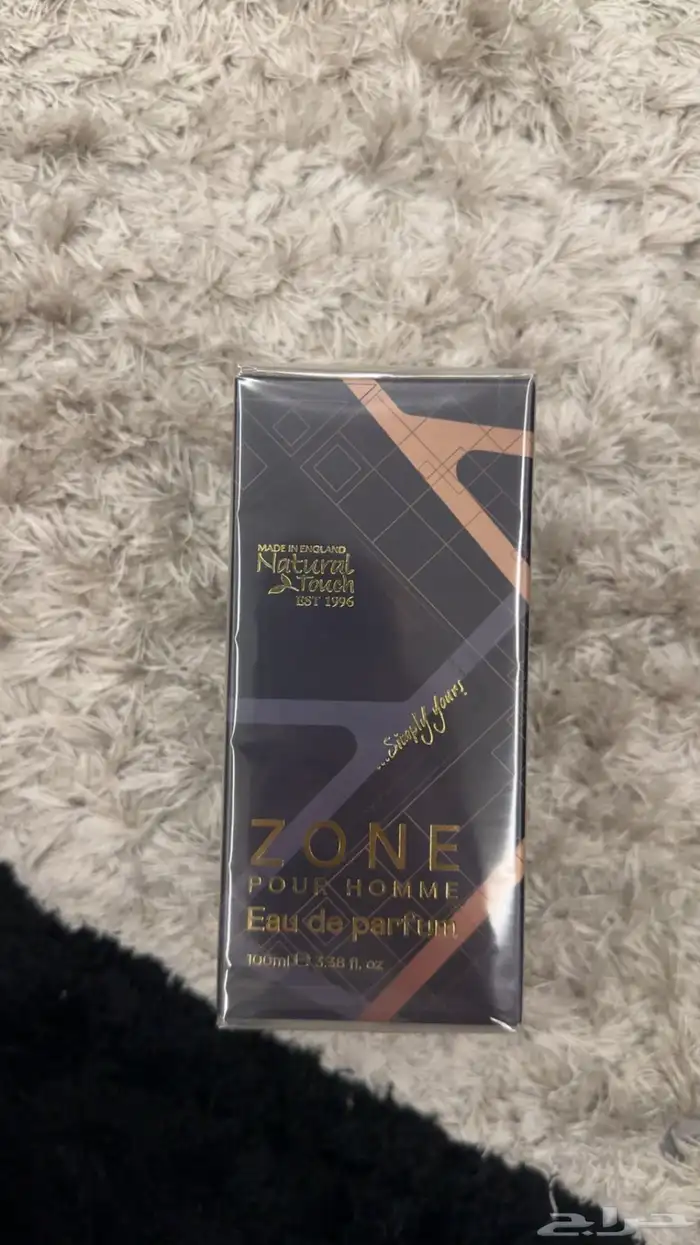 MADE IN ENGLAND
Natural
Touch
EST 1996
...Simply yours
ZONE
POUR HOMME
Eau de parfum
100ml ℮ 3.38 fl. oz
حراج